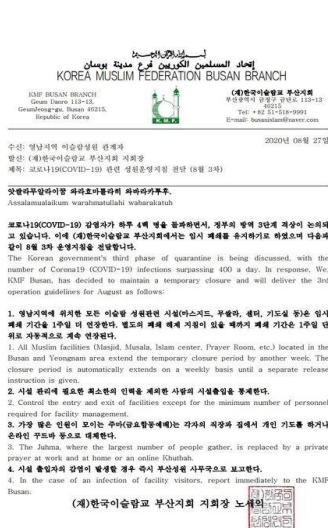 إتحاد المسلمين الكوريين فرع مدينة بوسان
KOREA MUSLIM FEDERATION BUSAN BRANCH
KMF BUSAN BRANCH
Geum Danro 113-13,
GeumJeong-gu, Busan 40215,
Republic of Korea
K.M.F.
(재)한국이슬람교 부산지회
부산광역시 금정구 금단로 113-13
40215
Tel: +82 51-518-9991
E-mail: busanislam@naver.com
2020년 08월 27일
수신: 영남지역 이슬람성원 관계자
발신: (재)한국이슬람교 부산지회 지회장
제목: 코로나19(COVID-19) 관련 성원운영지침 전달 (8월 3차)
앗쌀라무알라이꿈 와라흐마툴라히 와바라카투후.
Assalamualaikum warahmatullahi wabarakatuh
코로나19(COVID-19) 감염자가 하루 4백 명을 돌파하면서, 정부의 방역 3단계 격상이 논의되
고 있습니다. 이에 (재)한국이슬람교 부산지회에서는 임시 폐쇄를 유지하기로 하였으며 다음과
같이 8월 3차 운영지침을 전달합니다.
The Korean government's third phase of quarantine is being discussed, with the
number of Corona19 (COVID-19) infections surpassing 400 a day. In response, We,
KMF Busan, has decided to maintain a closure and will deliver the 3rd
operation guidelines for August as follows:
1. 영남지역에 위치한 모든 이슬람 성원관련 시설(마스지드, 무쌀라, 센터, 기도실 등)은 임시
폐쇄 기간을 1주일 더 연장한다. 별도의 폐쇄 해제 지침이 있을 때까지 폐쇄 기간은 1주일 단
위로 자동적으로 계속 연장된다.
1. All Muslim facilities (Masjid, Musala, Islam center, Prayer Room, etc.) located in the
Busan and Yeongnam area extend the temporary closure period by another week. The
closure period is automatically extends on a weekly basis until a separate release
instruction is given.
2. 시설 관리에 필요한 최소한의 인력을 제외한 사람의 시설출입을 통제한다.
2. Control the entry and exit of facilities except for the minimum number of personnel
required for facility management.
3. 가장 많은 인원이 모이는 주마(금요합동예배)는 각자의 직장과 집에서 개인 기도를 하거나
온라인 꾸뜨바 등으로 대체한다.
3. The Juhma, where the largest number of people gather, is replaced by a private
prayer at work and at home or an online Khutbah.
4. 시설 출입자의 감염이 발생할 경우 즉시 부산성원 사무국으로 보고한다.
4. In the case of an infection of facility visitors, report immediately to the KMF
Busan.
(재)한국이슬람교 부산지회 지회장 노세익